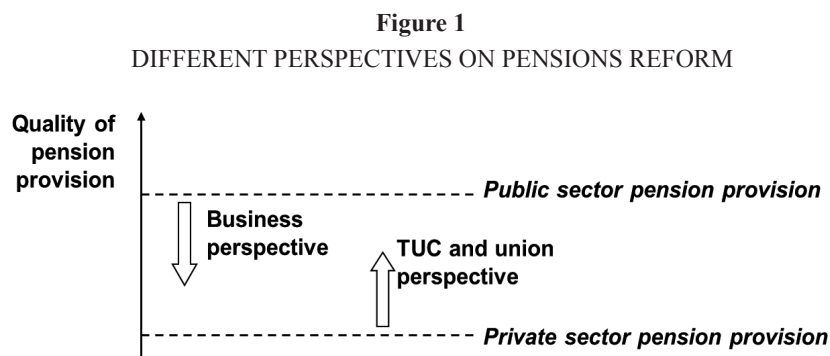 Figure 1
DIFFERENT PERSPECTIVES ON PENSIONS REFORM
Quality of
pension
provision
Public sector pension provision
Business
perspective
TUC and union
perspective
Private sector pension provision